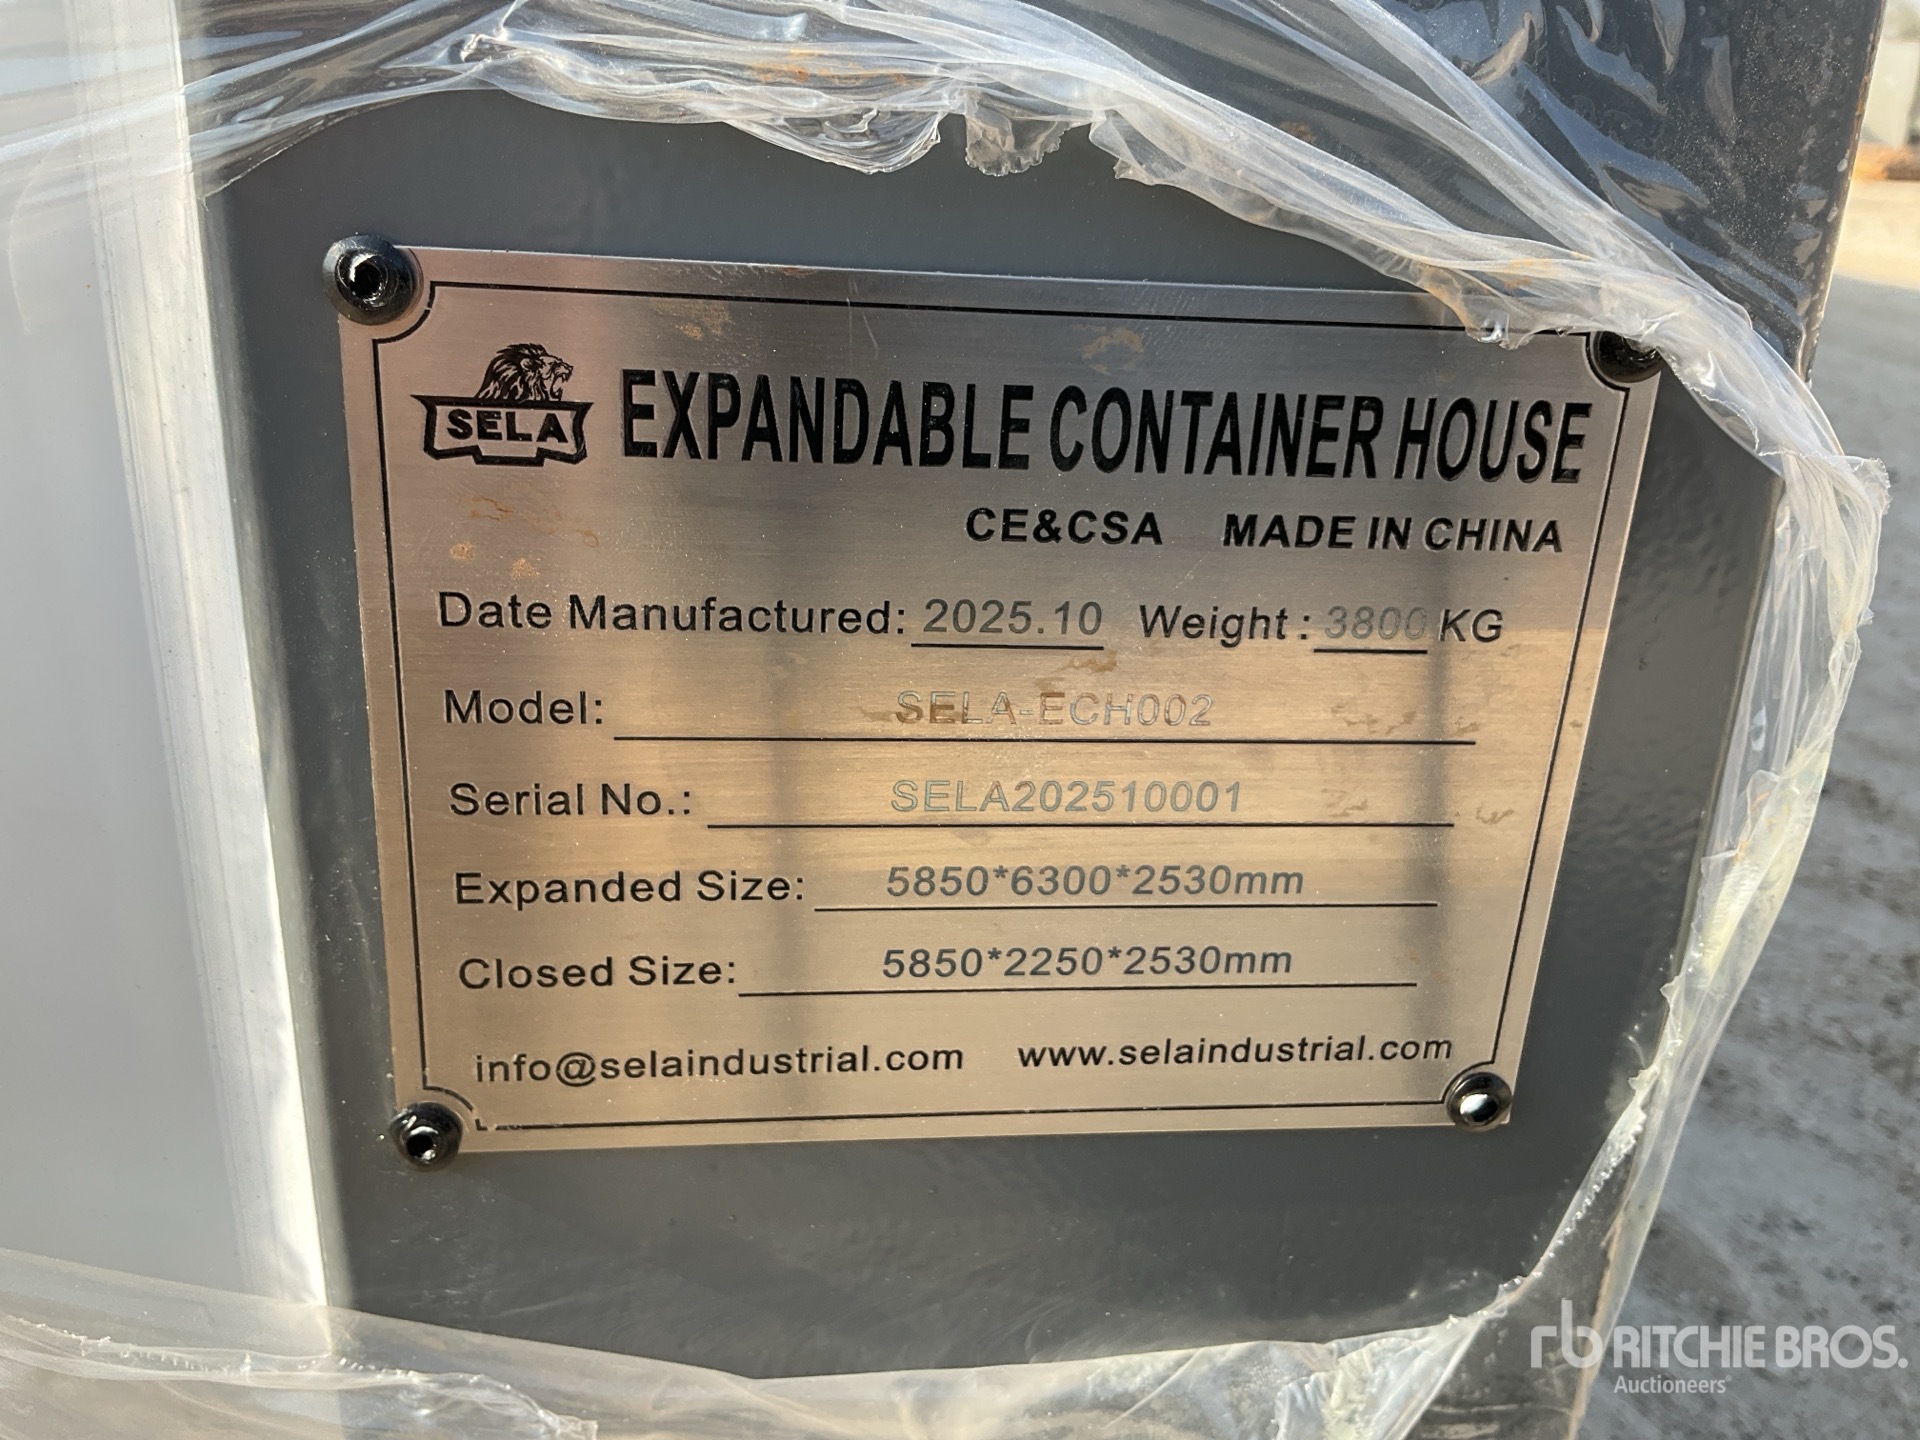 SELA EXPANDABLE CONTAINER HOUSE
CE&CSA MADE IN CHINA
Date Manufactured: 2025.10 Weight: 3800 KG
Model: SELA-ECH002
Serial No.: SELA202510001
Expanded Size: 5850*6300*2530mm
Closed Size: 5850*2250*2530mm
info@selaindustrial.com www.selaindustrial.com
rb RITCHIE BROS.
Auctioneers